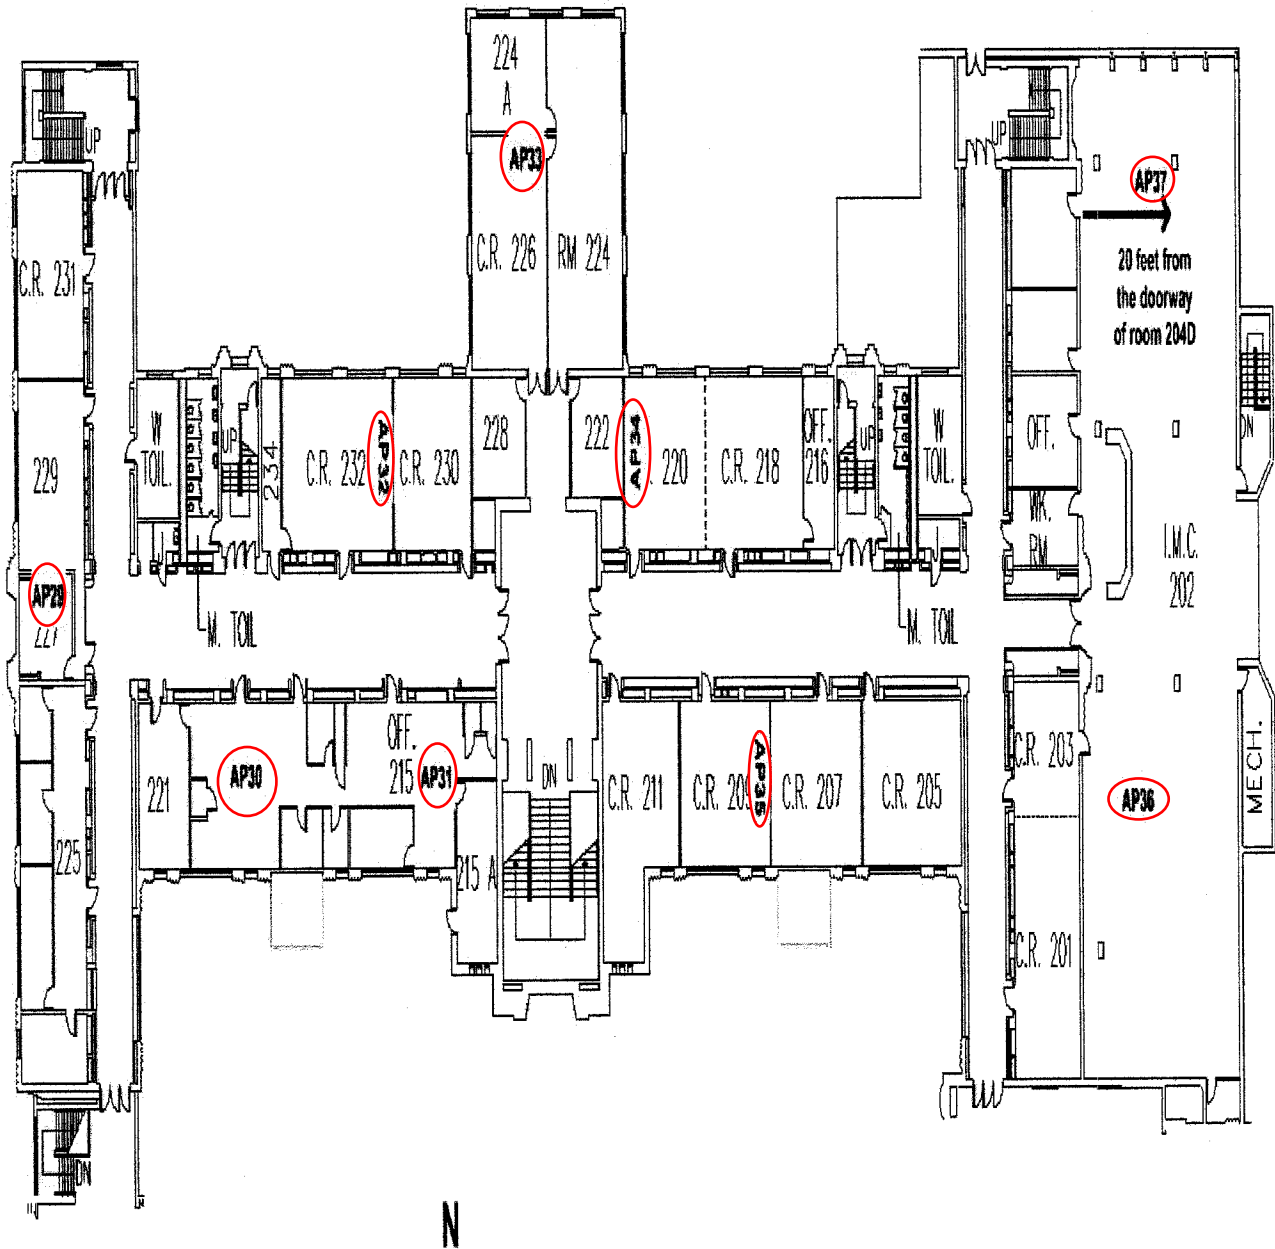 224
A
UP
AP33
C.R. 226
RM 224
UP
AP37
20 feet from
the doorway
of room 204D
C.R. 231
229
W
TOIL.
UP
234
C.R. 232
AP32
C.R. 230
228
222
AP34
220
C.R. 218
OFF.
216
UP
W
TOIL.
OFF.
WK.
RM
DN
I.M.C.
202
AP29
227
M. TOIL
M. TOIL
221
AP30
OFF.
215
AP31
DN
C.R. 211
C.R. 209
AP35
C.R. 207
C.R. 205
C.R. 203
AP36
MECH.
225
215 A
C.R. 201
DN
N